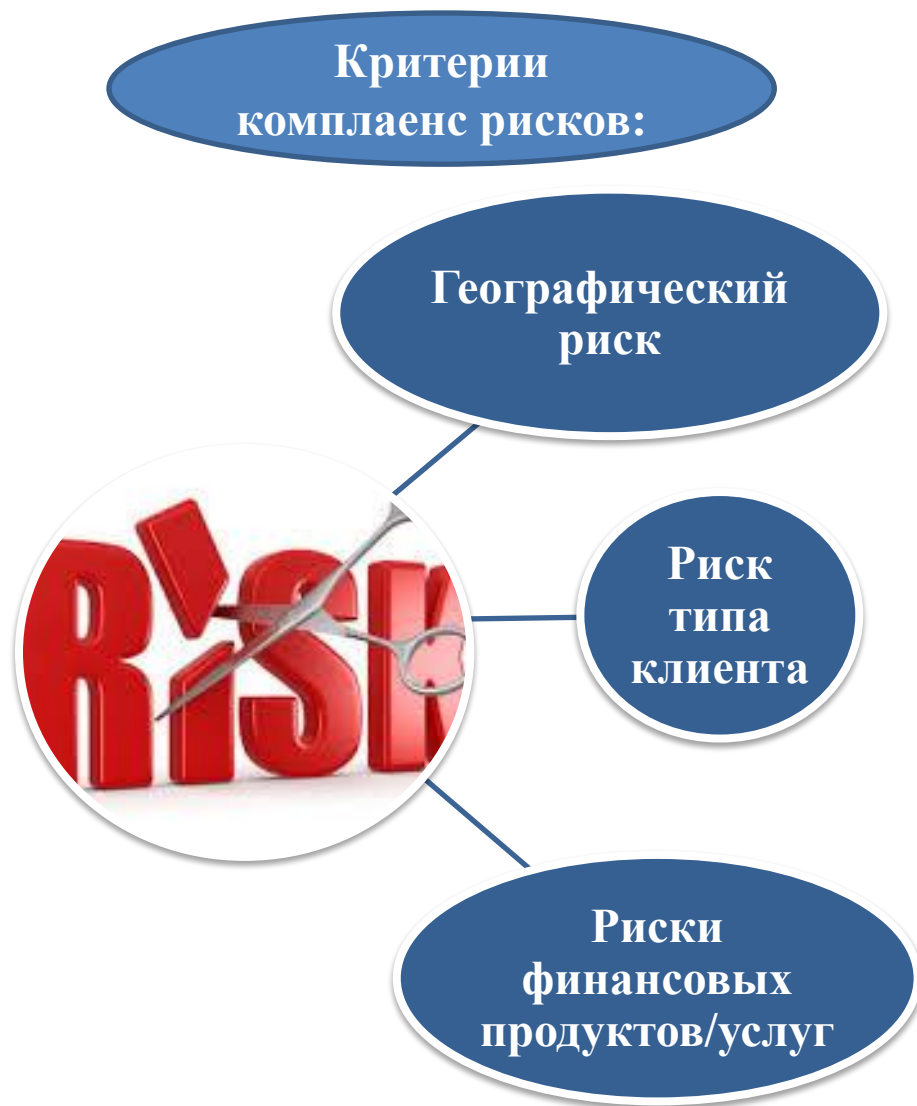 Критерии
комплаенс рисков:
Географический
риск
RISK
Риск
типа
клиента
Риски
финансовых
продуктов/услуг